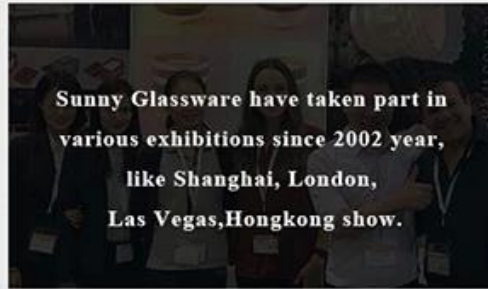 Sunny Glassware have taken part in
various exhibitions since 2002 year,
like Shanghai, London,
Las Vegas,Hongkong show.